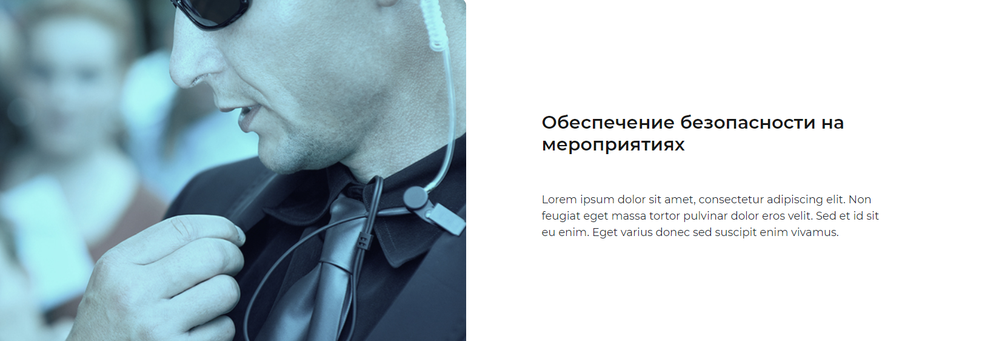 Обеспечение безопасности на
мероприятиях
Lorem ipsum dolor sit amet, consectetur adipiscing elit. Non
feugiat eget massa tortor pulvinar dolor eros velit. Sed et id sit
eu enim. Eget varius donec sed suscipit enim vivamus.